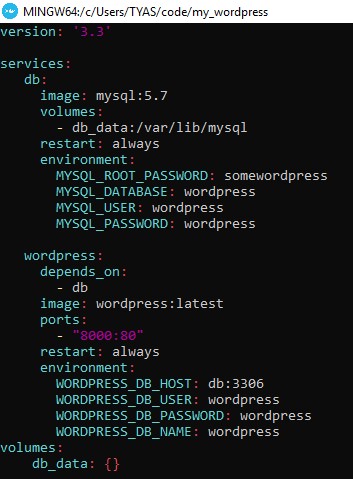 MINGW64:/c/Users/TYAS/code/my_wordpress
version: '3.3'
services:
db:
image: mysql:5.7
volumes:
- db_data:/var/lib/mysql
restart: always
environment:
MYSQL_ROOT_PASSWORD: somewordpress
MYSQL_DATABASE: wordpress
MYSQL_USER: wordpress
MYSQL_PASSWORD: wordpress
wordpress:
depends_on:
- db
image: wordpress:latest
ports:
- "8000:80"
restart: always
environment:
WORDPRESS_DB_HOST: db:3306
WORDPRESS_DB_USER: wordpress
WORDPRESS_DB_PASSWORD: wordpress
WORDPRESS_DB_NAME: wordpress
volumes:
db_data: {}